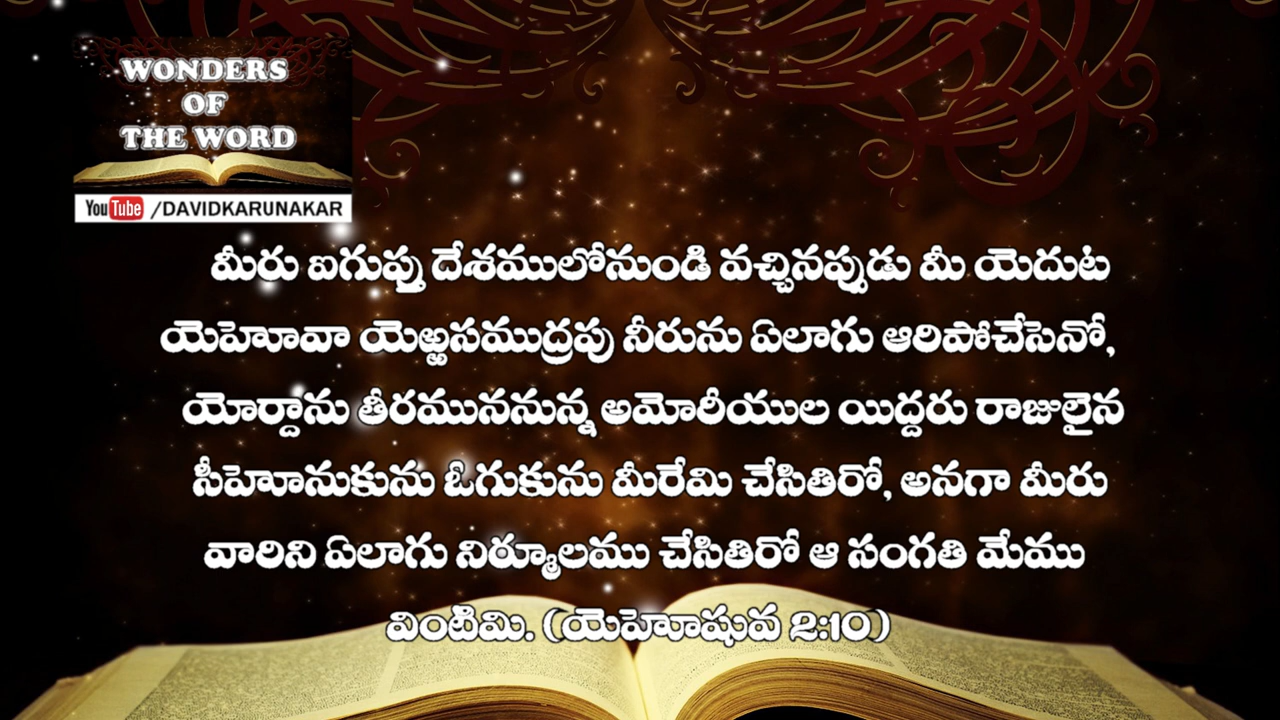 WONDERS
OF
THE WORD
YouTube /DAVIDKARUNAKAR
మీరు ఐగుప్తు దేశములోనుండి వచ్చినప్పుడు మీ యెదుట
యెహోవా యెఱ్ఱసముద్రపు నీరును ఏలాగు ఆరిపోచేసెనో,
యోర్దాను తీరముననున్న అమోరీయుల యిద్దరు రాజులైన
సీహోనుకును ఓగుకును మీరేమి చేసితిరో, అనగా మీరు
వారిని ఏలాగు నిర్మూలము చేసితిరో ఆ సంగతి మేము
వింటిమి. (యెహోషువ 2:10)